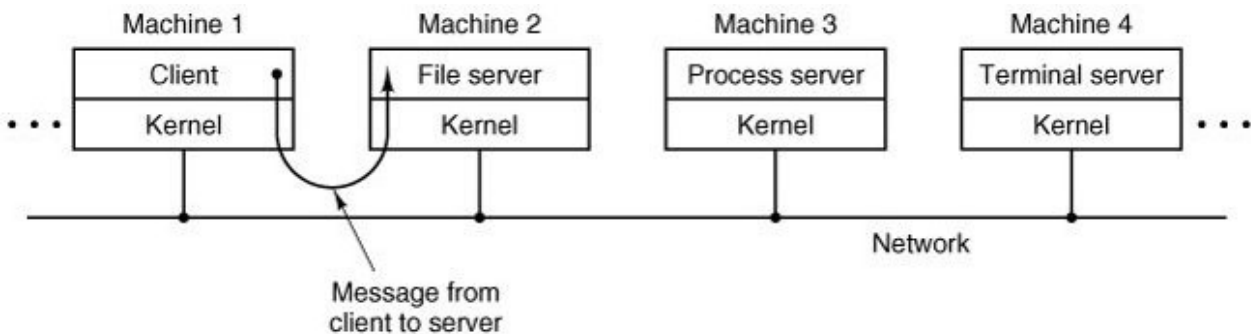 Machine 1
Machine 2
Machine 3
Machine 4
Client
File server
Process server
Terminal server
Kernel
Kernel
Kernel
Kernel
Network
Message from
client to server